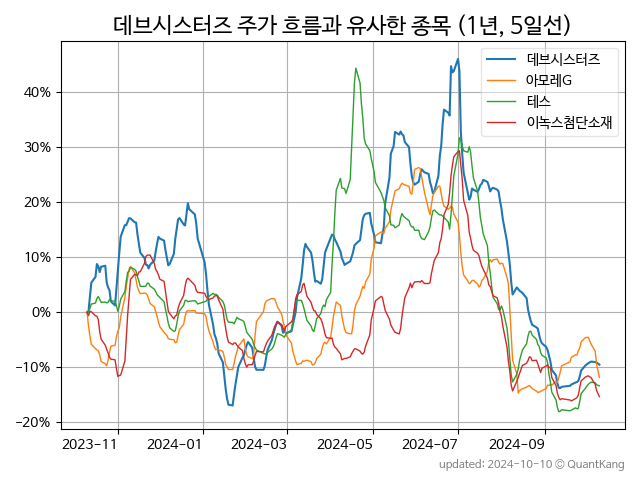 데브시스터즈 주가 흐름과 유사한 종목 (1년, 5일선)
데브시스터즈
아모레G
테스
이녹스첨단소재
40%
30%
20%
10%
0%
−10%
−20%
2023-11
2024-01
2024-03
2024-05
2024-07
2024-09
updated: 2024-10-10 © QuantKang